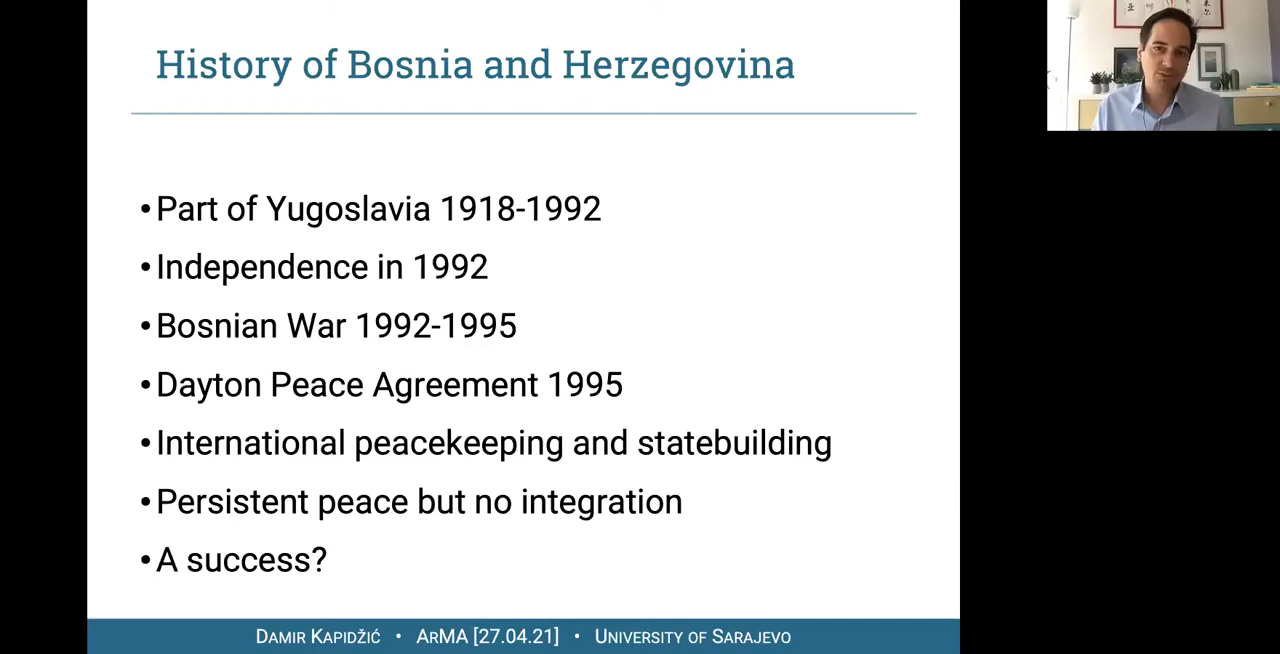 History of Bosnia and Herzegovina
•Part of Yugoslavia 1918-1992
•Independence in 1992
•Bosnian War 1992-1995
•Dayton Peace Agreement 1995
•International peacekeeping and statebuilding
•Persistent peace but no integration
•A success?
DAMIR KAPIDŽIĆ • ARMA [27.04.21] • UNIVERSITY OF SARAJEVO